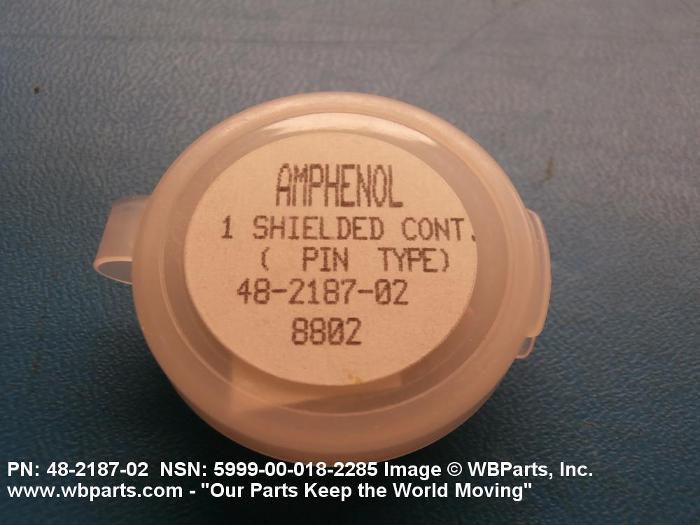 AMPHENOL
1 SHIELDED CONT.
( PIN TYPE)
48-2187-02
8802
PN: 48-2187-02 NSN: 5999-00-018-2285 Image © WBParts, Inc.
www.wbparts.com - "Our Parts Keep the World Moving"